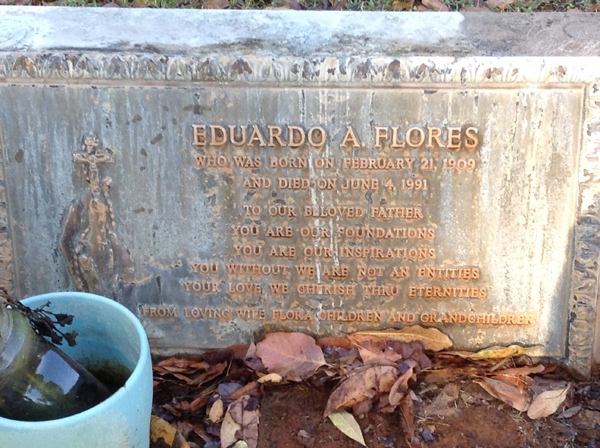 EDUARDO A. FLORES
WHO WAS BORN ON FEBRUARY 21, 1909
AND DIED ON JUNE 4, 1991
TO OUR BELOVED FATHER
YOU ARE OUR FOUNDATIONS
YOU ARE OUR INSPIRATIONS
YOU WITHOUT, WE ARE NOT AN ENTITIES
YOUR LOVE, WE CHERISE THRU ETERNITIES
FROM LOVING WIFE FLORA, CHILDREN AND GRANDCHILDREN